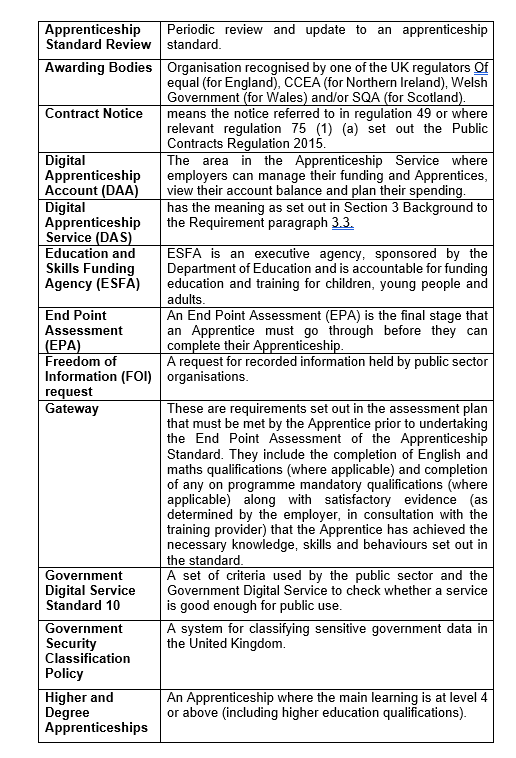 Apprenticeship
Standard Review
Periodic review and update to an apprenticeship
standard.
Awarding Bodies
Organisation recognised by one of the UK regulators Of
equal (for England), CCEA (for Northern Ireland), Welsh
Government (for Wales) and/or SQA (for Scotland).
Contract Notice
means the notice referred to in regulation 49 or where
relevant regulation 75 (1) (a) set out the Public
Contracts Regulation 2015.
Digital
Apprenticeship
Account (DAA)
The area in the Apprenticeship Service where
employers can manage their funding and Apprentices,
view their account balance and plan their spending.
Digital
Apprenticeship
Service (DAS)
has the meaning as set out in Section 3 Background to
the Requirement paragraph 3.3.
Education and
Skills Funding
Agency (ESFA)
ESFA is an executive agency, sponsored by the
Department of Education and is accountable for funding
education and training for children, young people and
adults.
End Point
Assessment
(EPA)
An End Point Assessment (EPA) is the final stage that
an Apprentice must go through before they can
complete their Apprenticeship.
Freedom of
Information (FOI)
request
A request for recorded information held by public sector
organisations.
Gateway
These are requirements set out in the assessment plan
that must be met by the Apprentice prior to undertaking
the End Point Assessment of the Apprenticeship
Standard. They include the completion of English and
maths qualifications (where applicable) and completion
of any on programme mandatory qualifications (where
applicable) along with satisfactory evidence (as
determined by the employer, in consultation with the
training provider) that the Apprentice has achieved the
necessary knowledge, skills and behaviours set out in
the standard.
Government
Digital Service
Standard 10
A set of criteria used by the public sector and the
Government Digital Service to check whether a service
is good enough for public use.
Government
Security
Classification
Policy
A system for classifying sensitive government data in
the United Kingdom.
Higher and
Degree
Apprenticeships
An Apprenticeship where the main learning is at level 4
or above (including higher education qualifications).